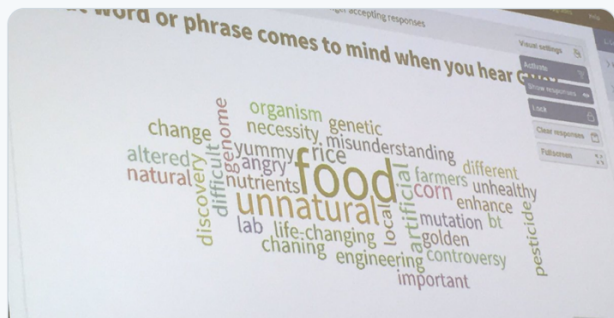 word or phrase comes to mind when you hear
accepting responses
Visual settings
Activate
Show responses
Lock
Clear responses
Fullscreen
organism
genetic
change
genome
necessity
misunderstanding
altered
difficult
yummy
rice
different
natural
discovery
angry
food
farmers
unhealthy
nutrients
artificial
corn
enhance
unnatural
local
mutation
bt
pesticide
lab
life-changing
golden
chaning
engineering
controversy
important